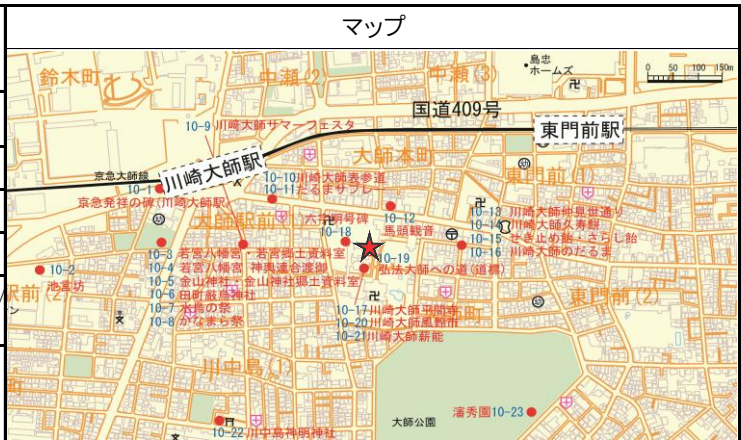 マップ
鈴木町
中瀬(2)
中瀬(3)
島忠
ホームズ
0 50 100 150m
国道409号
10-9 川崎大師サマーフェスタ
東門前駅
大師本町
京急大師線
川崎大師駅
10-1
京急発祥の碑(川崎大師駅)
10-10 川崎大師表参道
10-11 だるまサブレー
東門前(1)
大師駅前(1)
六字名号碑
10-18
10-12
馬頭観音
10-13 川崎大師仲見世通り
10-14 川崎大師久寿餅
10-15 せき止め飴・さらし飴
10-16 川崎大師のだるま
10-2
池宮坊
駅前(2)
10-3 若宮八幡宮・若宮郷土資料室
10-4 若宮八幡宮・神輿連合渡御
10-5 金山神社・金山神社郷土資料室
10-6 田町厳島神社
10-7 水鳥の祭
10-8 かなまら祭
10-19
弘法大師への道(道標)
10-17 川崎大師平間寺
10-20 川崎大師風鈴市
10-21 川崎大師薪能
東門前(2)
川中島(1)
大師公園
瀋秀園 10-23
10-22 川中島神明神社